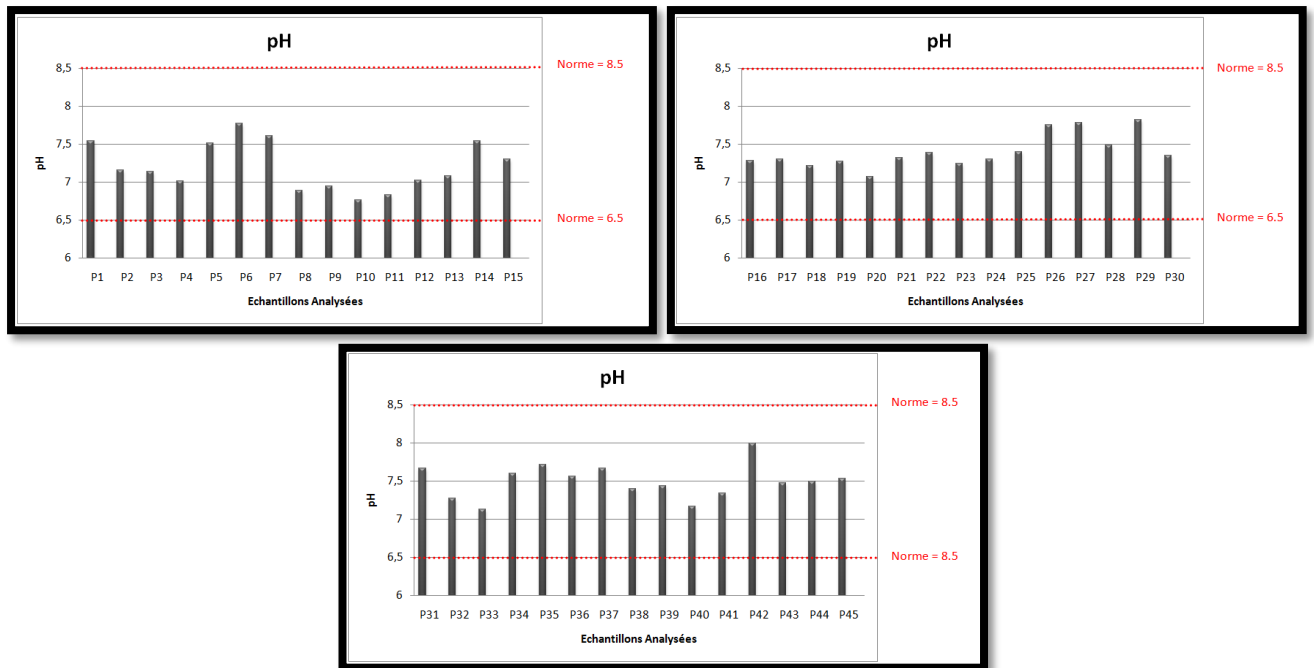 pH
8,5
8
7,5
7
6,5
6
pH
Norme = 8.5
Norme = 6.5
P1 P2 P3 P4 P5 P6 P7 P8 P9 P10 P11 P12 P13 P14 P15
Echantillons Analysées
pH
8,5
8
7,5
7
6,5
6
pH
Norme = 8.5
Norme = 6.5
P16 P17 P18 P19 P20 P21 P22 P23 P24 P25 P26 P27 P28 P29 P30
Echantillons Analysées
pH
8,5
8
7,5
7
6,5
6
pH
Norme = 8.5
Norme = 8.5
P31 P32 P33 P34 P35 P36 P37 P38 P39 P40 P41 P42 P43 P44 P45
Echantillons Analysées